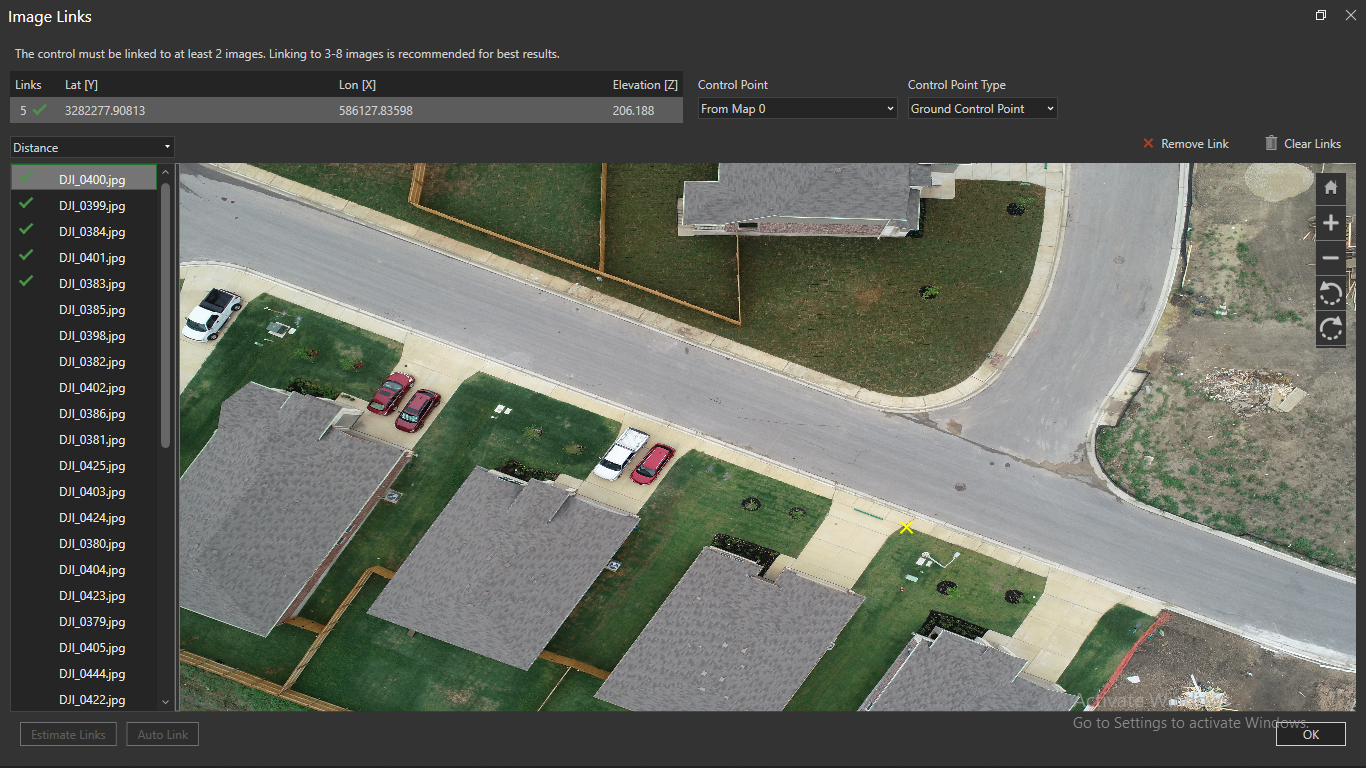 Image Links
The control must be linked to at least 2 images. Linking to 3-8 images is recommended for best results.
Links Lat [Y] Lon [X] Elevation [Z] Control Point Control Point Type
5 3282277.90813 586127.83598 206.188 From Map 0 Ground Control Point
Distance Remove Link Clear Links
DJI_0400.jpg
DJI_0399.jpg
DJI_0384.jpg
DJI_0401.jpg
DJI_0383.jpg
DJI_0385.jpg
DJI_0398.jpg
DJI_0382.jpg
DJI_0402.jpg
DJI_0386.jpg
DJI_0381.jpg
DJI_0425.jpg
DJI_0403.jpg
DJI_0424.jpg
DJI_0380.jpg
DJI_0404.jpg
DJI_0423.jpg
DJI_0379.jpg
DJI_0405.jpg
DJI_0444.jpg
DJI_0422.jpg
Activate Windows
Go to Settings to activate Windows.
Estimate Links Auto Link OK